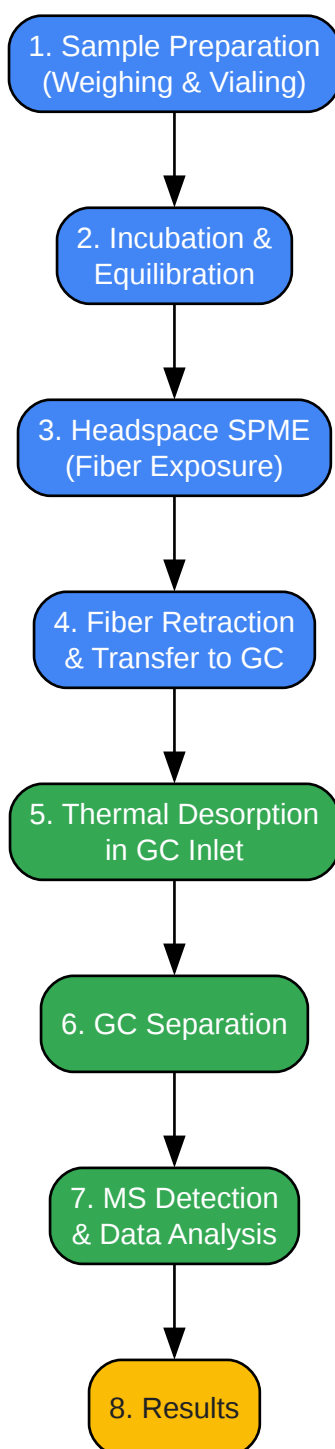 1. Sample Preparation
(Weighing & Vialing)
2. Incubation &
Equilibration
3. Headspace SPME
(Fiber Exposure)
4. Fiber Retraction
& Transfer to GC
5. Thermal Desorption
in GC Inlet
6. GC Separation
7. MS Detection
& Data Analysis
8. Results